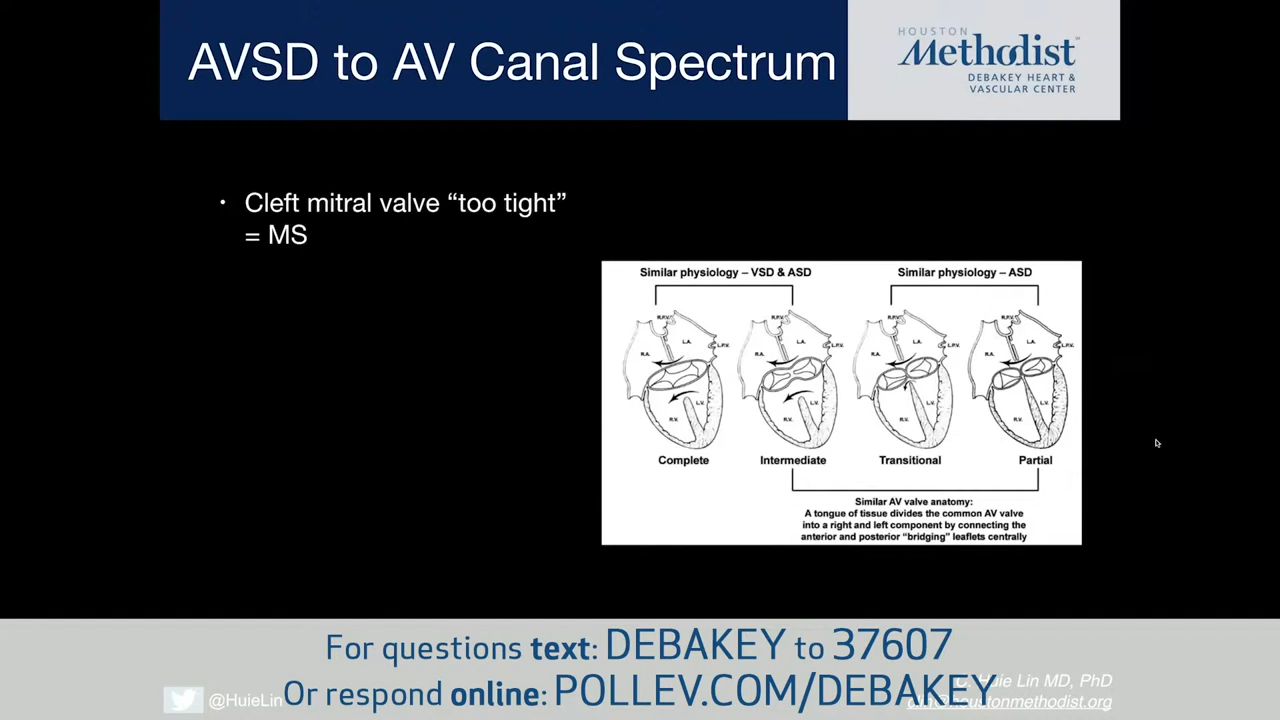 AVSD to AV Canal Spectrum
HOUSTON
Methodist
DEBAKEY HEART &
VASCULAR CENTER
• Cleft mitral valve “too tight”
= MS
Similar physiology – VSD & ASD
Similar physiology – ASD
R.P.V. L.A. L.P.V. R.A. L.V. R.V.
R.P.V. L.A. L.P.V. R.A. L.V. R.V.
R.P.V. L.A. L.P.V. R.A. L.V. R.V.
R.P.V. L.A. L.P.V. R.A. L.V. R.V.
Complete
Intermediate
Transitional
Partial
Similar AV valve anatomy:
A tongue of tissue divides the common AV valve
into a right and left component by connecting the
anterior and posterior “bridging” leaflets centrally
For questions text: DEBAKEY to 37607
Or respond online: POLLEV.COM/DEBAKEY
@HuieLin
C. Huie Lin MD, PhD
@houstonmethodist.org